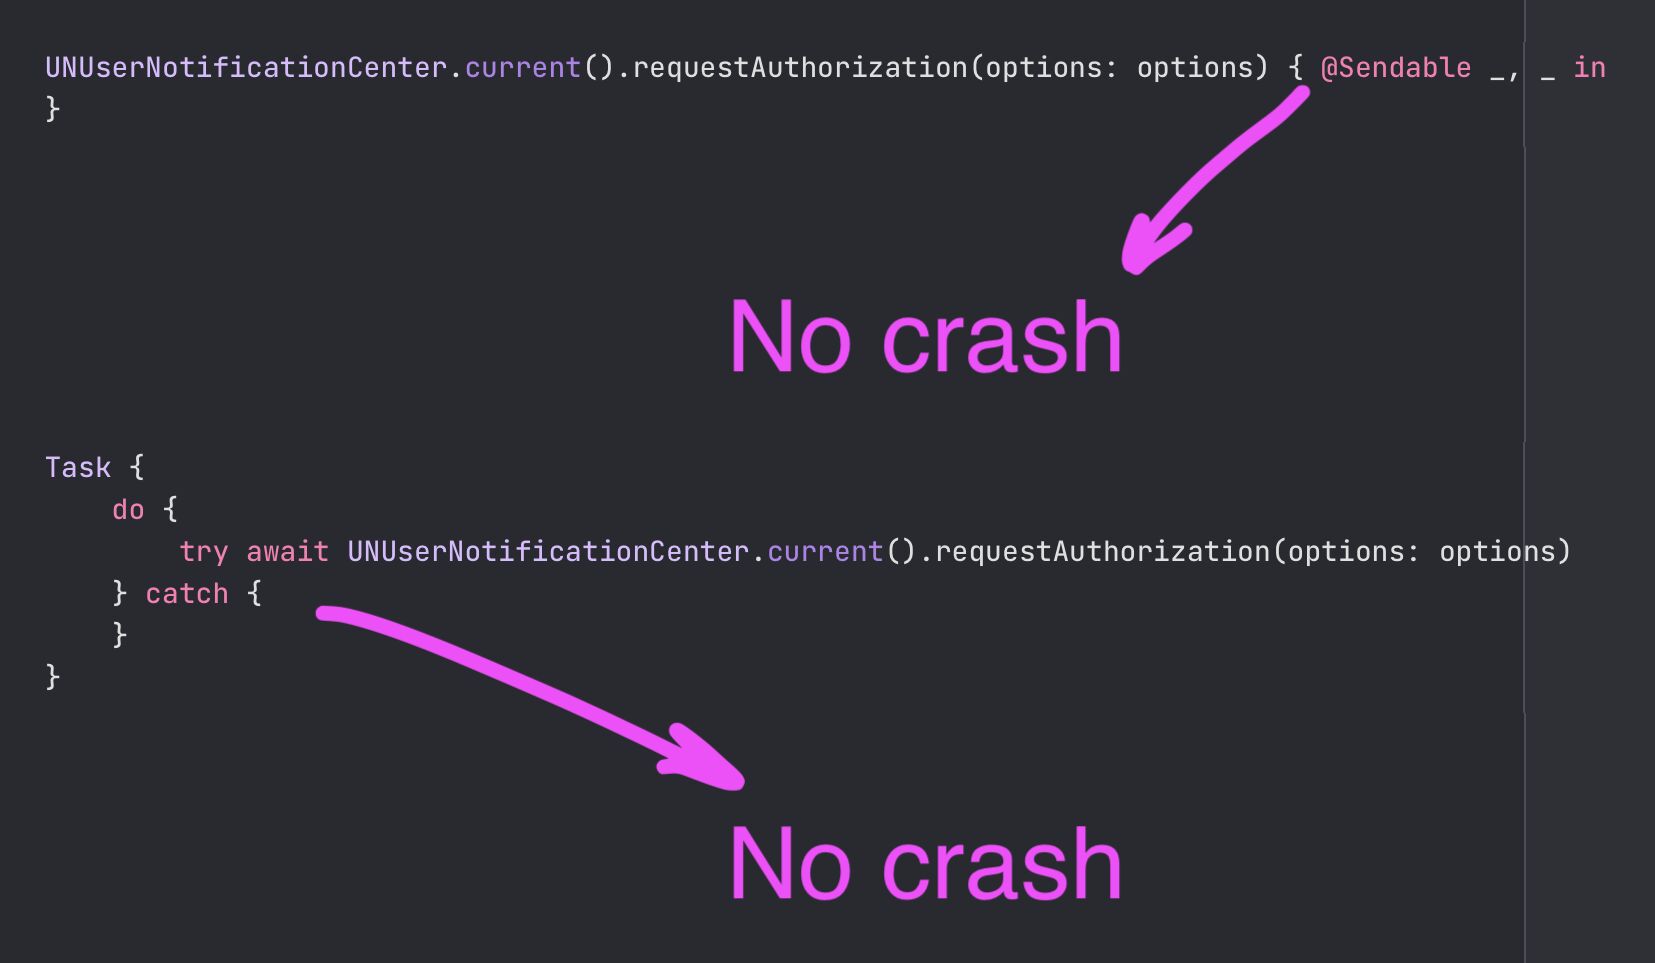 UNUserNotificationCenter.current().requestAuthorization(options: options) { @Sendable _, _ in
}
No crash
Task {
do {
try await UNUserNotificationCenter.current().requestAuthorization(options: options)
} catch {
}
}
No crash